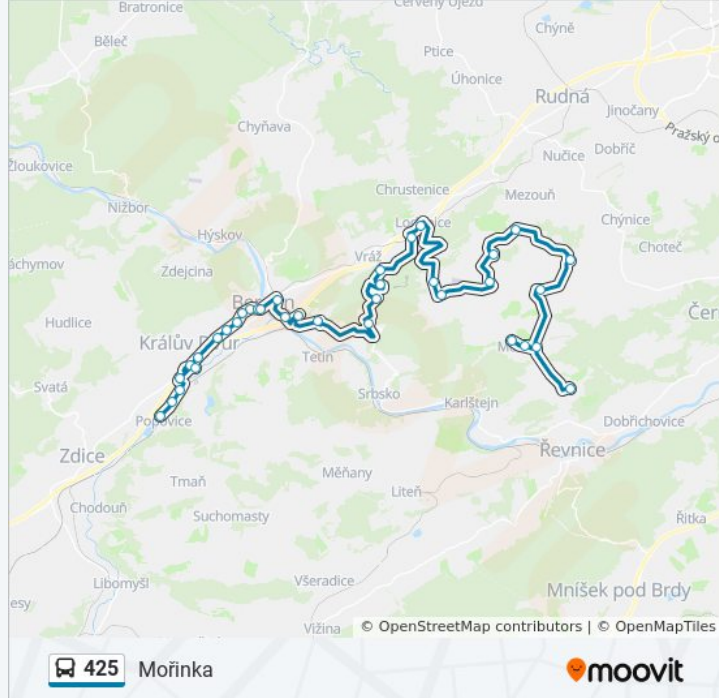 Bratronice
Červený Újezd
Běleč
Chýně
Ptice
Úhonice
Rudná
Jinočany
Chyňava
Pražský o
Dobříč
Žloukovice
Nučice
Chrustenice
Nižbor
Mezouň
Loděnice
Chýnice
Hýskov
Choteč
Vráž
áchymov
Zdejcina
Beroun
Čer
Hudlice
Králův Dvůr
Tetín
Svatá
Srbsko
Karlštejn
Popovice
Dobřichovice
Řevnice
Zdice
Měňany
Tmaň
Liteň
Chodouň
Suchomasty
Řitka
Všeradice
Libomyšl
Mníšek pod Brdy
esy
Vižina
© OpenStreetMap contributors | © OpenMapTiles
425 Mořinka
moovit